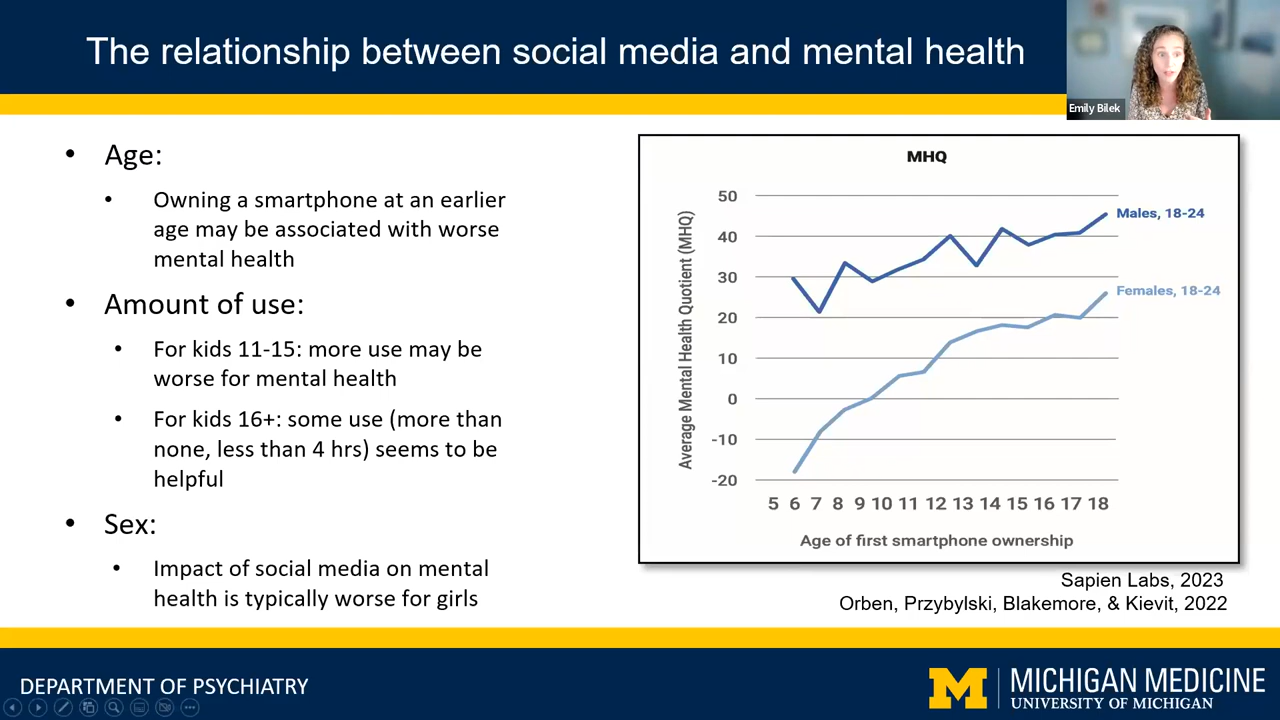 The relationship between social media and mental health
Emily Bilek
• Age:
• Owning a smartphone at an earlier
age may be associated with worse
mental health
• Amount of use:
• For kids 11-15: more use may be
worse for mental health
• For kids 16+: some use (more than
none, less than 4 hrs) seems to be
helpful
• Sex:
• Impact of social media on mental
health is typically worse for girls
MHQ
Average Mental Health Quotient (MHQ)
50
40
30
20
10
0
-10
-20
Males, 18-24
Females, 18-24
5 6 7 8 9 10 11 12 13 14 15 16 17 18
Age of first smartphone ownership
Sapien Labs, 2023
Orben, Przybylski, Blakemore, & Kievit, 2022
DEPARTMENT OF PSYCHIATRY
M
MICHIGAN MEDICINE
UNIVERSITY OF MICHIGAN